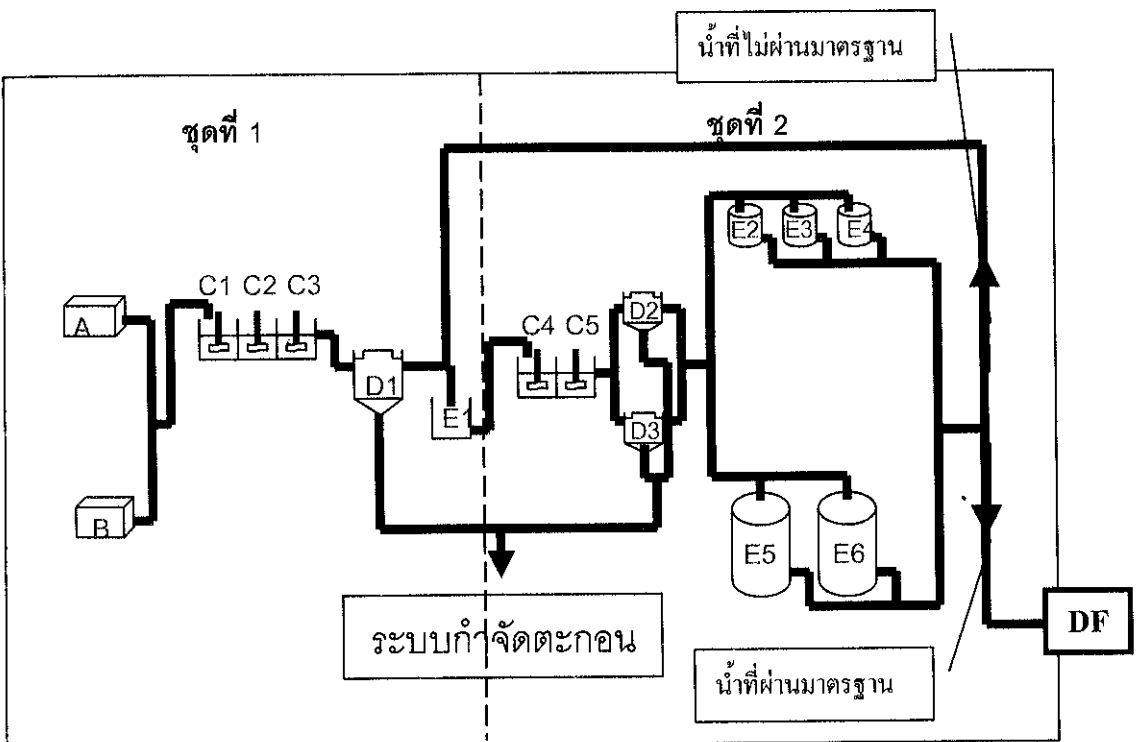 น้ำที่ไม่ผ่านมาตรฐาน
ชุดที่ 1
ชุดที่ 2
E2 E3 E4
C1 C2 C3
A
D1
E1
C4 C5
D2
D3
B
E5 E6
ระบบกำจัดตะกอน
DF
น้ำที่ผ่านมาตรฐาน